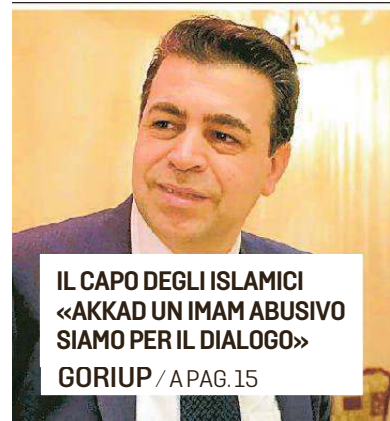 IL CAPO DEGLI ISLAMICI
«AKKAD UN IMAM ABUSIVO
SIAMO PER IL DIALOGO»
GORIUP / A PAG. 15